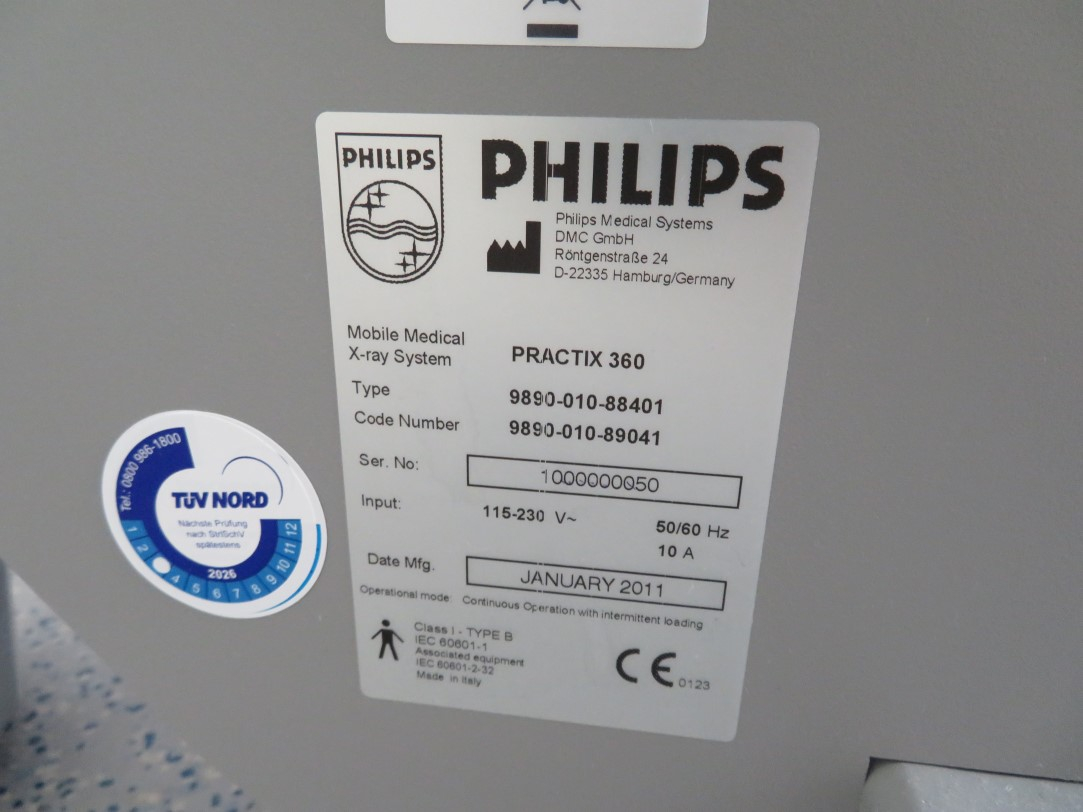 PHILIPS
PHILIPS
Philips Medical Systems
DMC GmbH
Röntgenstraße 24
D-22335 Hamburg/Germany
Mobile Medical
X-ray System PRACTIX 360
Type 9890-010-88401
Code Number 9890-010-89041
Ser. No: 1000000050
Input: 115-230 V~ 50/60 Hz
10 A
Date Mfg. JANUARY 2011
Operational mode: Continuous Operation with intermittent loading
Class I - TYPE B
IEC 60601-1
Associated equipment
IEC 60601-2-32
Made in Italy
CE 0123
Tel.: 0800 986-1800
TÜV NORD
Nächste Prüfung
nach StrlSchV
spätestens
2026
1 2 4 5 6 7 8 9 10 11 12